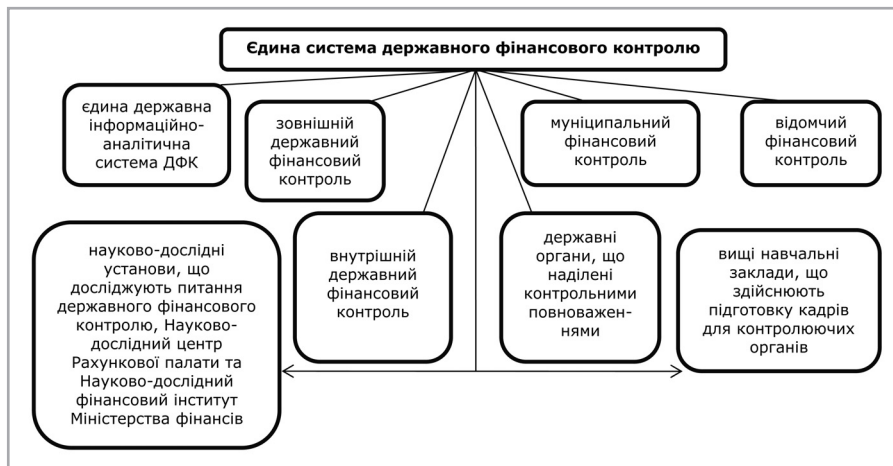 Єдина система державного фінансового контролю
єдина державна
інформаційно-
аналітична
система ДФК
зовнішній
державний
фінансовий
контроль
муніципальний
фінансовий
контроль
відомчий
фінансовий
контроль
науково-дослідні
установи, що
досліджують питання
державного фінансового
контролю, Науково-
дослідний центр
Рахункової палати та
Науково-дослідний
фінансовий інститут
Міністерства фінансів
внутрішній
державний
фінансовий
контроль
державні
органи, що
наділені
контрольними
повноважен-
нями
вищі навчальні
заклади, що
здійснюють
підготовку кадрів
для контролюючих
органів